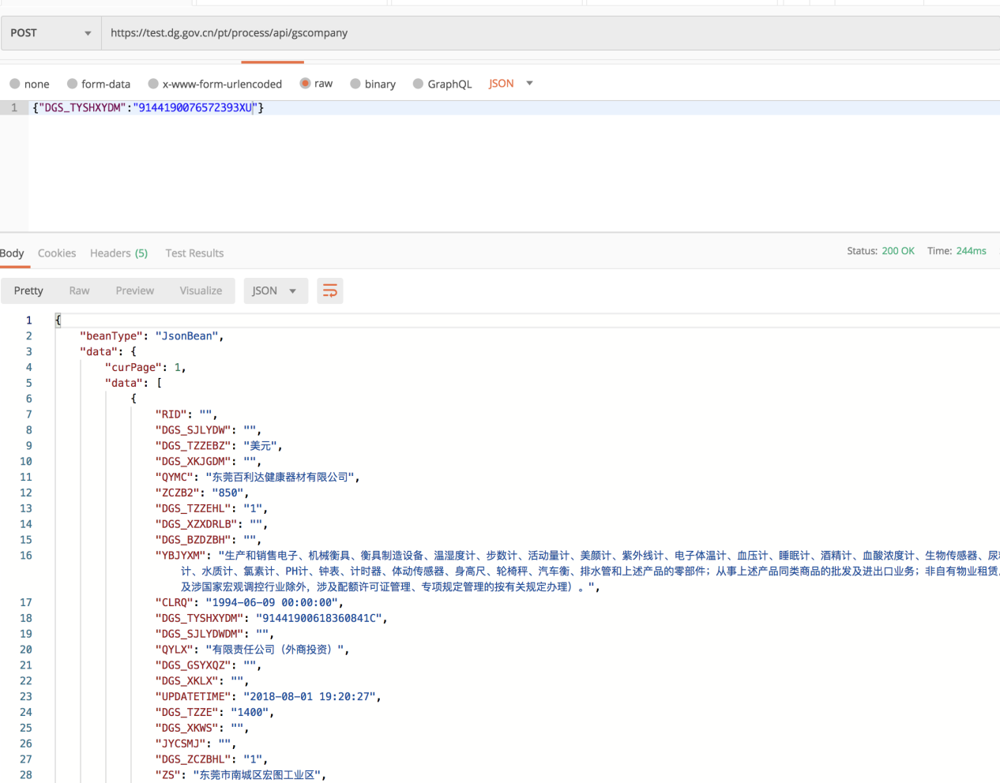 POST https://test.dg.gov.cn/pt/process/api/gscompany
none form-data x-www-form-urlencoded raw binary GraphQL JSON
1 {"DGS_TYSHXYDM":"9144190076572393XU"}
Body Cookies Headers (5) Test Results Status: 200 OK Time: 244ms
Pretty Raw Preview Visualize JSON
1 {
2 "beanType": "JsonBean",
3 "data": {
4 "curPage": 1,
5 "data": [
6 {
7 "RID": "",
8 "DGS_SJLYDW": "",
9 "DGS_TZZEBZ": "美元",
10 "DGS_XKJGDM": "",
11 "QYMC": "东莞百利达健康器材有限公司",
12 "ZCZB2": "850",
13 "DGS_TZZEHL": "1",
14 "DGS_XZXDRLB": "",
15 "DGS_BZDZBH": "",
16 "YBJYXM": "生产和销售电子、机械衡具、衡具制造设备、温湿度计、步数计、活动量计、美颜计、紫外线计、电子体温计、血压计、睡眠计、酒精计、血酸浓度计、生物传感器、尿
计、水质计、氯素计、PH计、钟表、计时器、体动传感器、身高尺、轮椅秤、汽车衡、排水管和上述产品的零部件；从事上述产品同类商品的批发及进出口业务；非自有物业租赁
及涉国家宏观调控行业除外，涉及配额许可证管理、专项规定管理的按有关规定办理）。",
17 "CLRQ": "1994-06-09 00:00:00",
18 "DGS_TYSHXYDM": "91441900618360841C",
19 "DGS_SJLYDWDM": "",
20 "QYLX": "有限责任公司（外商投资）",
21 "DGS_GSYXQZ": "",
22 "DGS_XKLX": "",
23 "UPDATETIME": "2018-08-01 19:20:27",
24 "DGS_TZZE": "1400",
25 "DGS_XKWS": "",
26 "JYCSMJ": "",
27 "DGS_ZCZBHL": "1",
28 "ZS": "东莞市南城区宏图工业区",